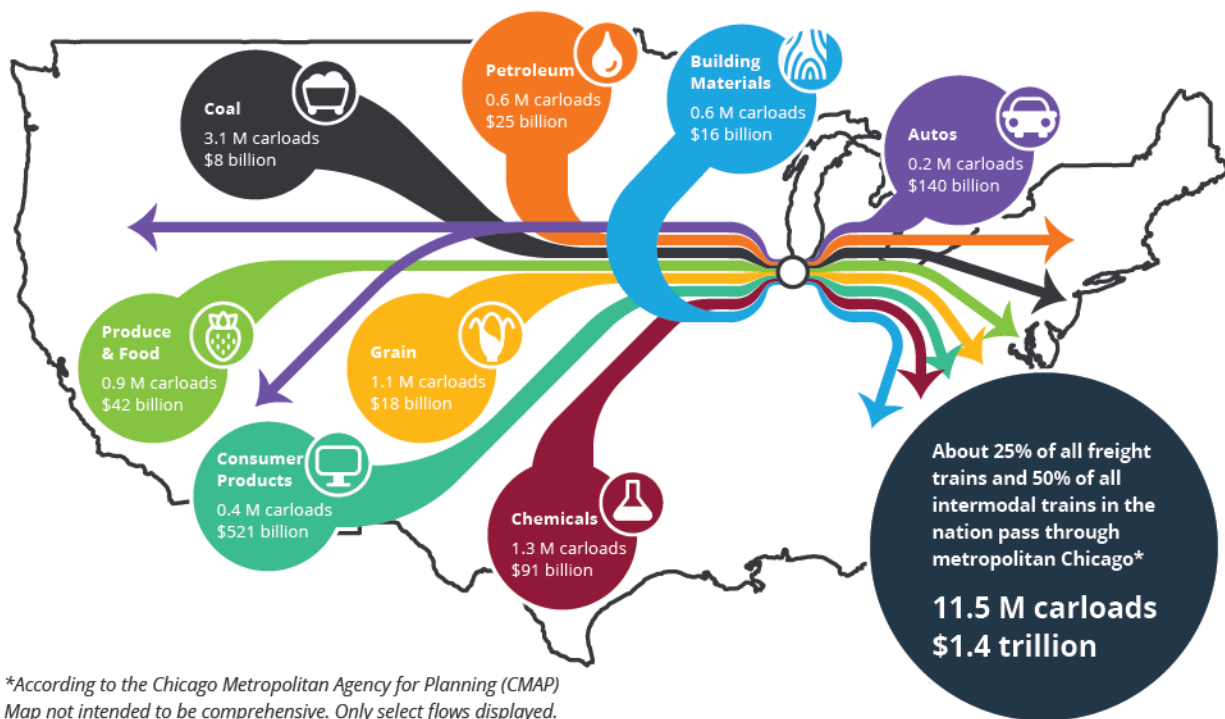 Coal
3.1 M carloads
$8 billion
Petroleum
0.6 M carloads
$25 billion
Building
Materials
0.6 M carloads
$16 billion
Autos
0.2 M carloads
$140 billion
Produce
& Food
0.9 M carloads
$42 billion
Grain
1.1 M carloads
$18 billion
Consumer
Products
0.4 M carloads
$521 billion
Chemicals
1.3 M carloads
$91 billion
About 25% of all freight
trains and 50% of all
intermodal trains in the
nation pass through
metropolitan Chicago*
11.5 M carloads
$1.4 trillion
*According to the Chicago Metropolitan Agency for Planning (CMAP)
Map not intended to be comprehensive. Only select flows displayed.